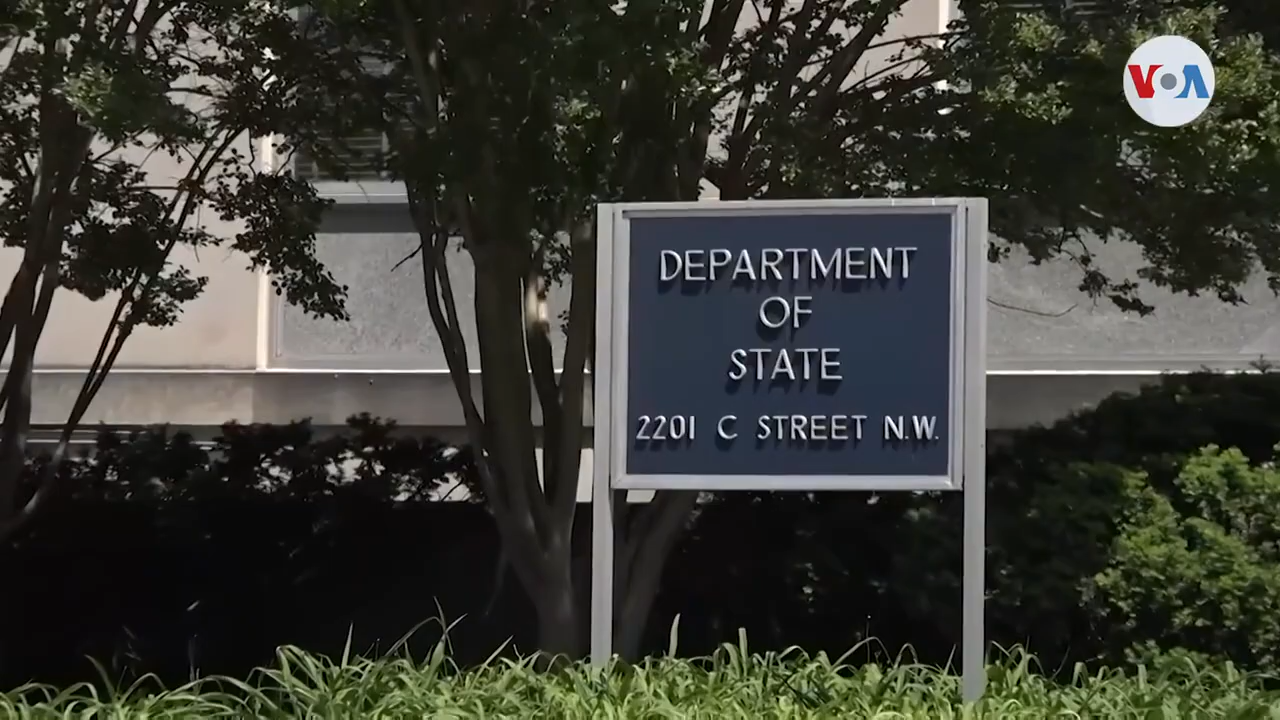 VOA
DEPARTMENT
OF
STATE
2201 C STREET N.W.